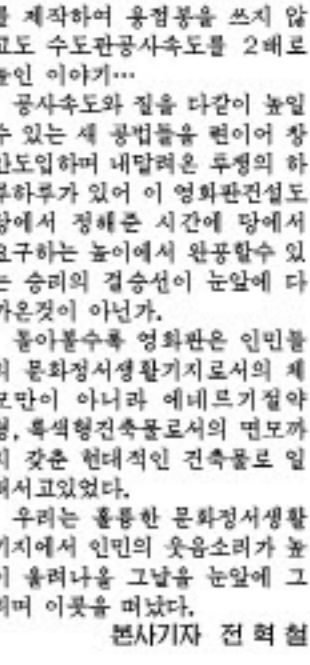 제작하여 용접봉을 쓰지 않
고도 수도관공사속도를 2배로
높인 이야기…
공사속도와 질을 다같이 높일
수 있는 새 공법들을 련이어 창
안도입하며 내달려온 투쟁의 하
루하루가 있어 이 영화관건설도
당에서 정해준 시간에 당에서
요구하는 높이에서 완공할수 있
는 승리의 결승선이 눈앞에 다
가온것이 아닌가.
돌아볼수록 영화관은 인민들
의 문화정서생활기지로서의 체
모만이 아니라 에네르기절약
형, 록색형건축물로서의 면모까
지 갖춘 현대적인 건축물로 일
떠서고있었다.
우리는 훌륭한 문화정서생활
기지에서 인민의 웃음소리가 높
이 울려나올 그날을 눈앞에 그
리며 이곳을 떠났다.
본사기자 전 혁 철